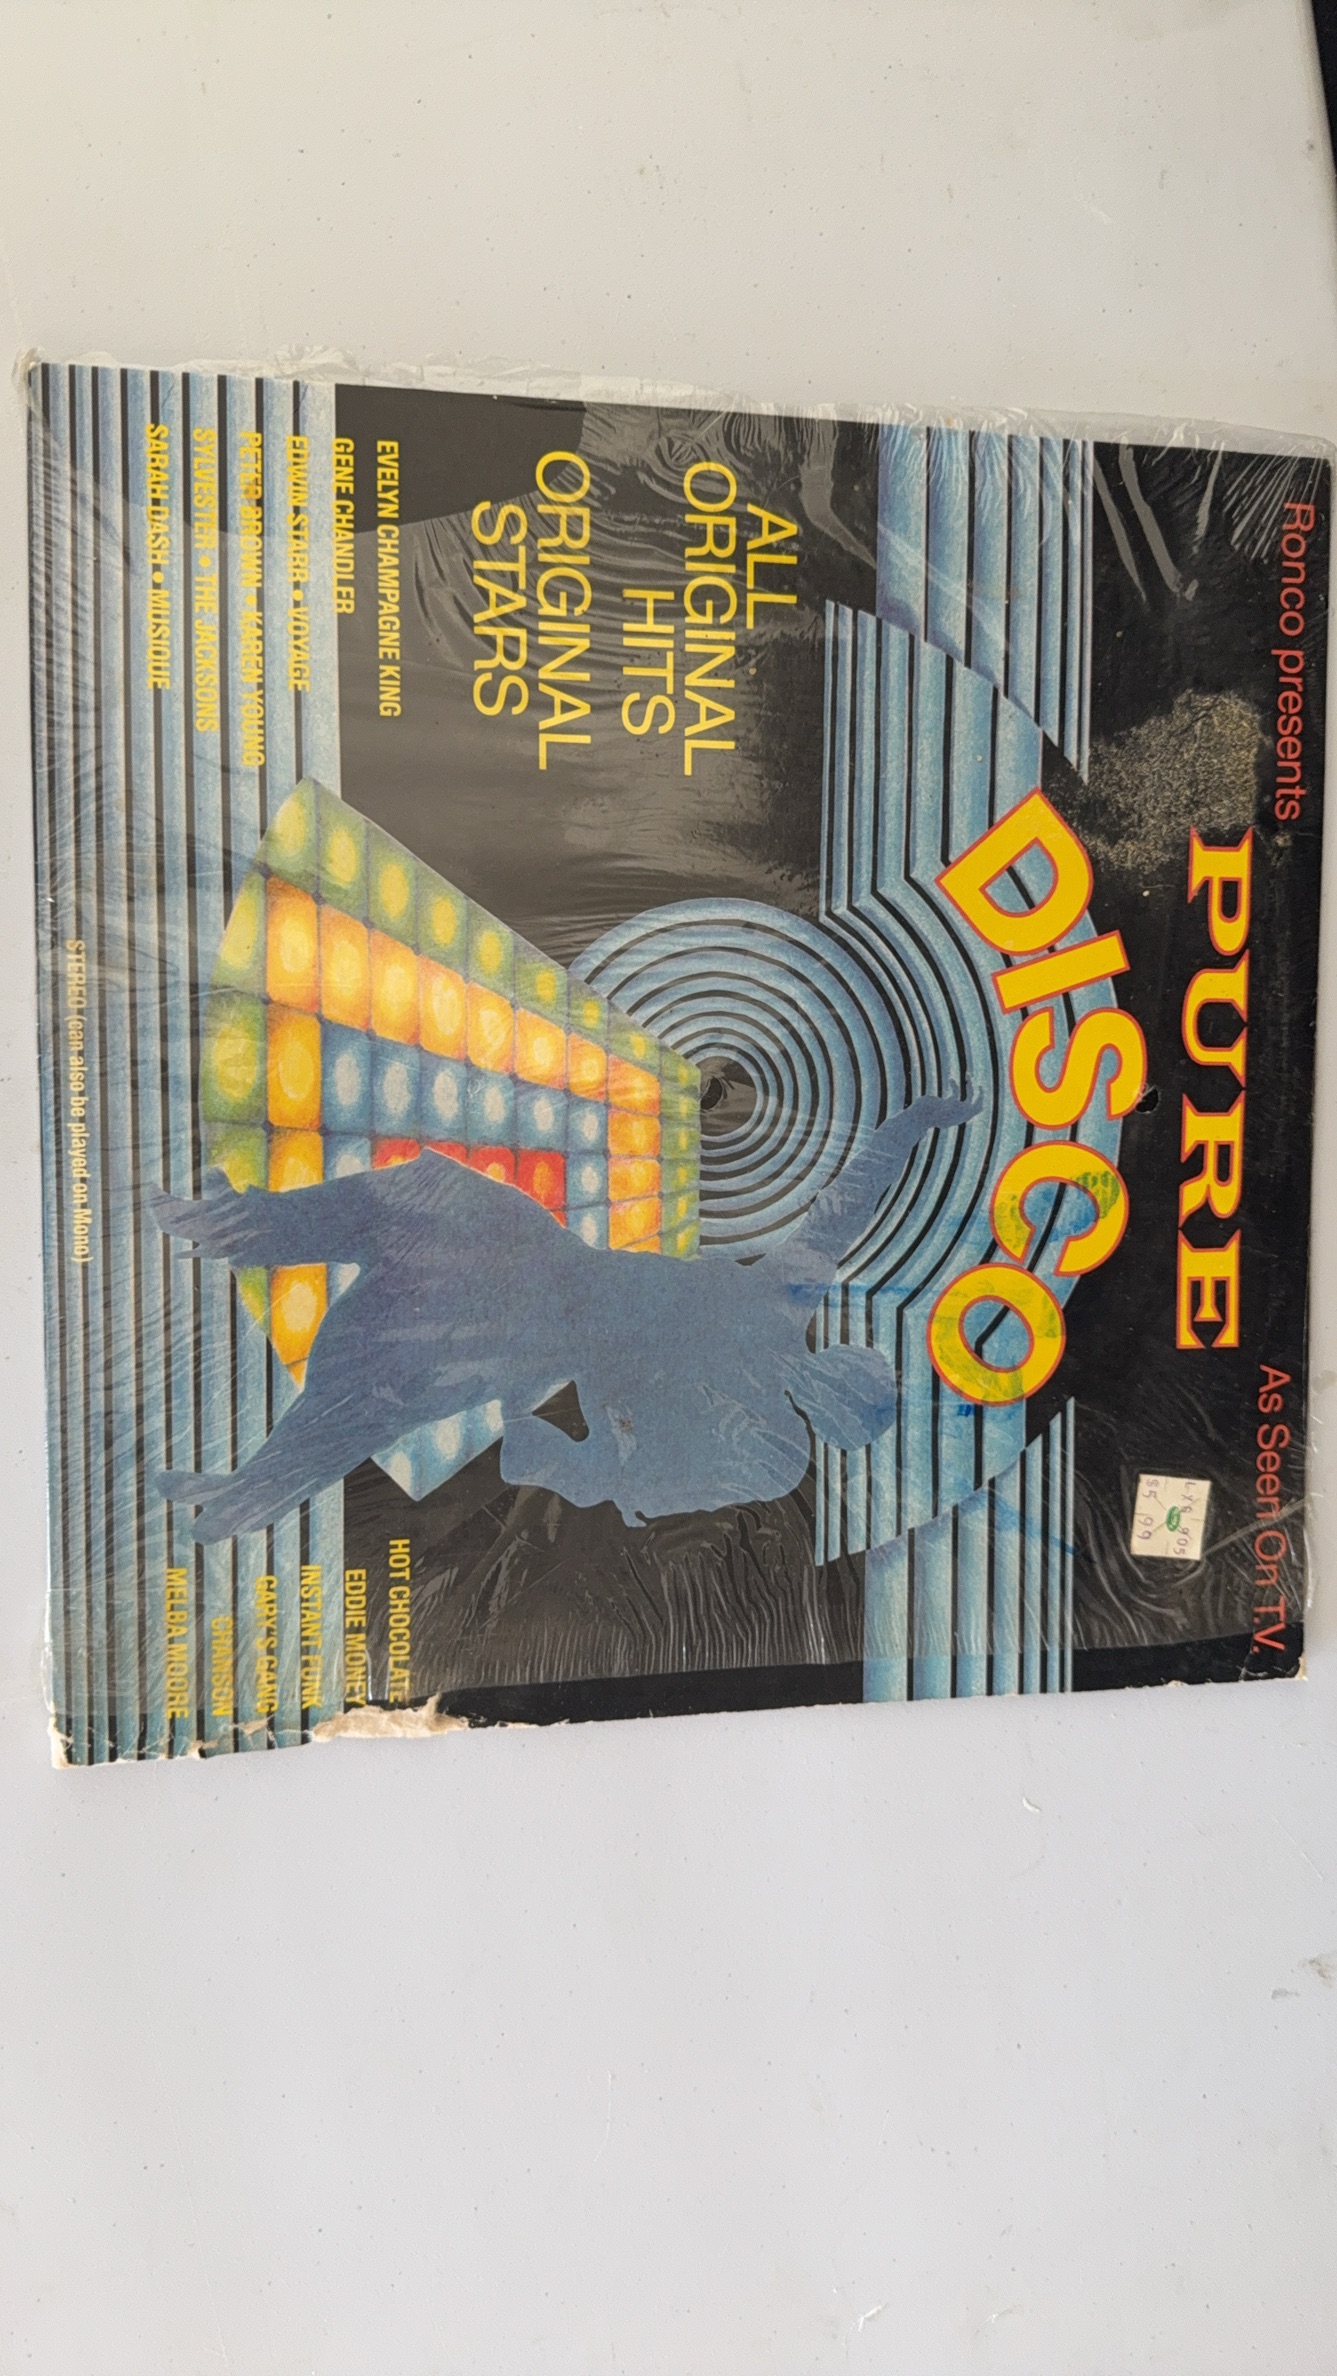 Ronco presents
As Seen On T.V.
PURE
DISCO
LXG 905
$5 99
ALL
ORIGINAL
HITS
ORIGINAL
STARS
EVELYN CHAMPAGNE KING
GENE CHANDLER
EDWIN STARR • VOYAGE
PETER BROWN • KAREN YOUNG
SYLVESTER • THE JACKSONS
SARAH DASH • MUSIQUE
HOT CHOCOLATE
EDDIE MONEY
INSTANT FUNK
GARY'S GANG
CHANSON
MELBA MOORE
STEREO (can also be played on Mono)